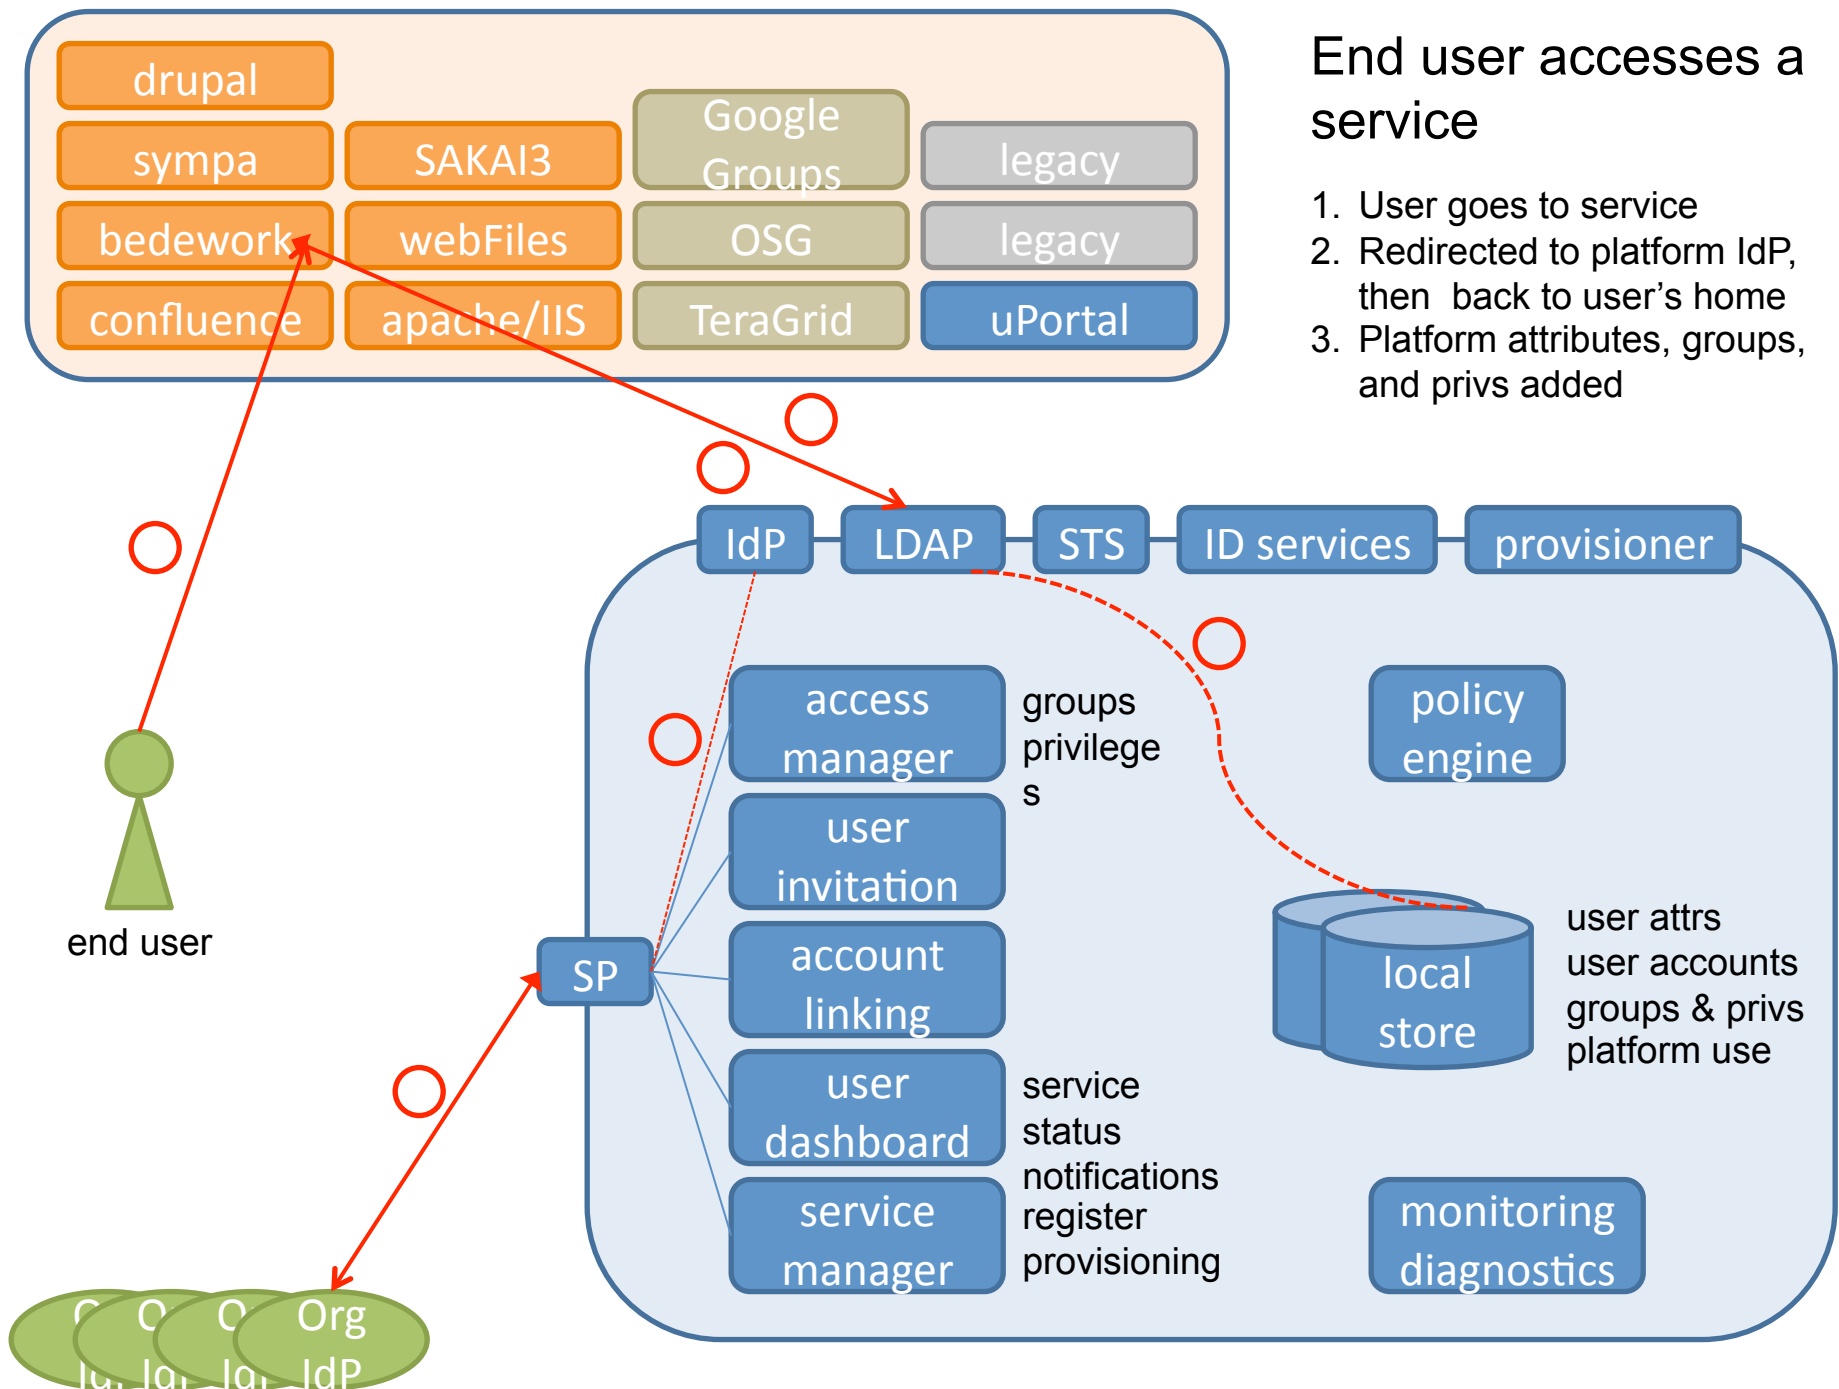 End user accesses a
service
1. User goes to service
2. Redirected to platform IdP,
then back to user's home
3. Platform attributes, groups,
and privs added
drupal
sympa
bedework
confluence
SAKAI3
webFiles
apache/IIS
Google
Groups
OSG
TeraGrid
legacy
legacy
uPortal
IdP
LDAP
STS
ID services
provisioner
access
manager
groups
privilege
s
policy
engine
user
invitation
end user
SP
account
linking
local
store
user attrs
user accounts
groups & privs
platform use
user
dashboard
service
status
notifications
service
manager
register
provisioning
monitoring
diagnostics
Org
IdP